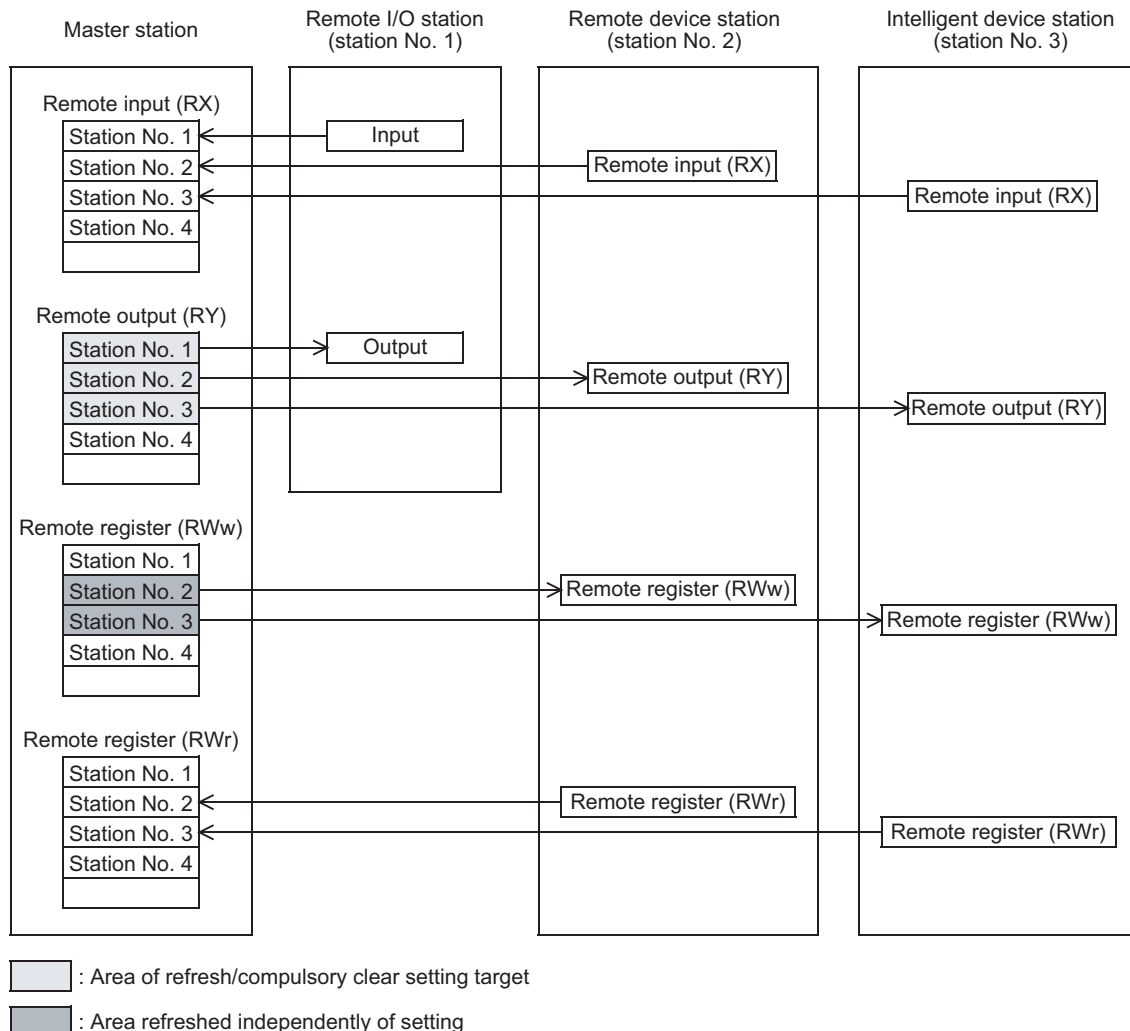 Master station
Remote I/O station
(station No. 1)
Remote device station
(station No. 2)
Intelligent device station
(station No. 3)
Remote input (RX)
Station No. 1
Station No. 2
Station No. 3
Station No. 4
Input
Remote input (RX)
Remote input (RX)
Remote output (RY)
Station No. 1
Station No. 2
Station No. 3
Station No. 4
Output
Remote output (RY)
Remote output (RY)
Remote register (RWw)
Station No. 1
Station No. 2
Station No. 3
Station No. 4
Remote register (RWw)
Remote register (RWw)
Remote register (RWr)
Station No. 1
Station No. 2
Station No. 3
Station No. 4
Remote register (RWr)
Remote register (RWr)
: Area of refresh/compulsory clear setting target
: Area refreshed independently of setting